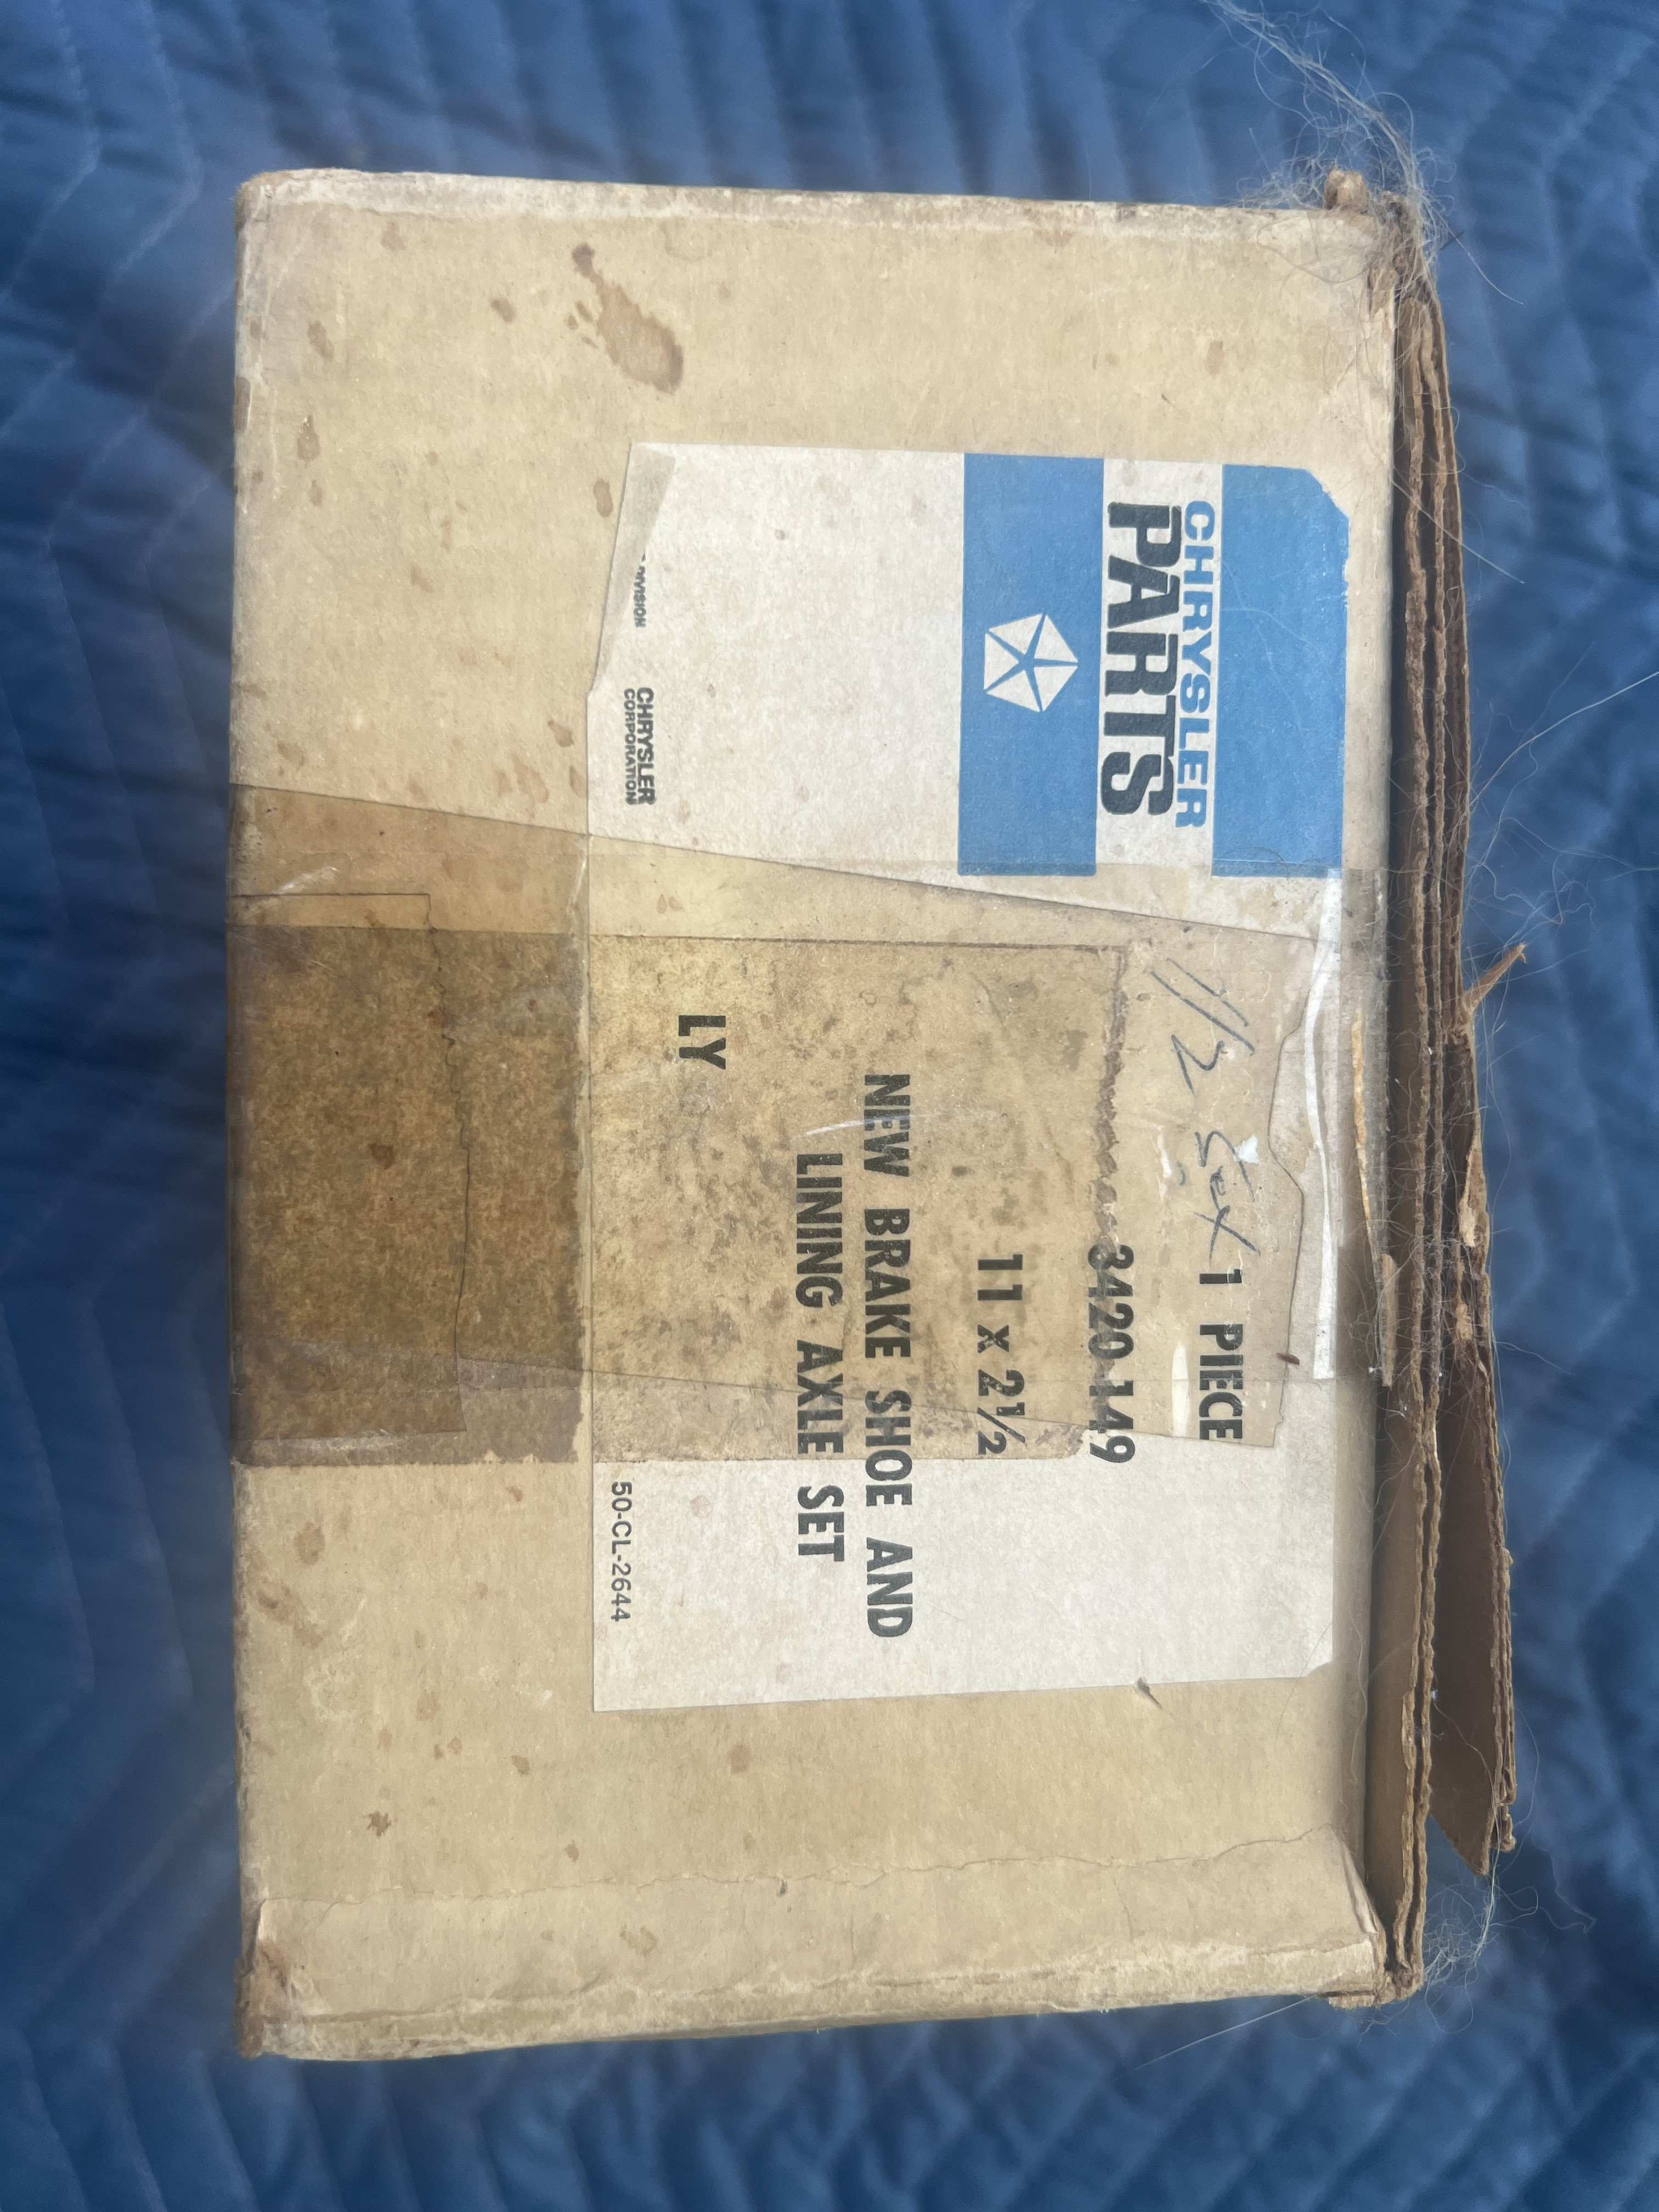 CHRYSLER
PARTS
1/2 Set
1 PIECE
3420 149
11 x 2½
NEW BRAKE SHOE AND
LINING AXLE SET
LY
DIVISION
CHRYSLER
CORPORATION
50-CL-2644